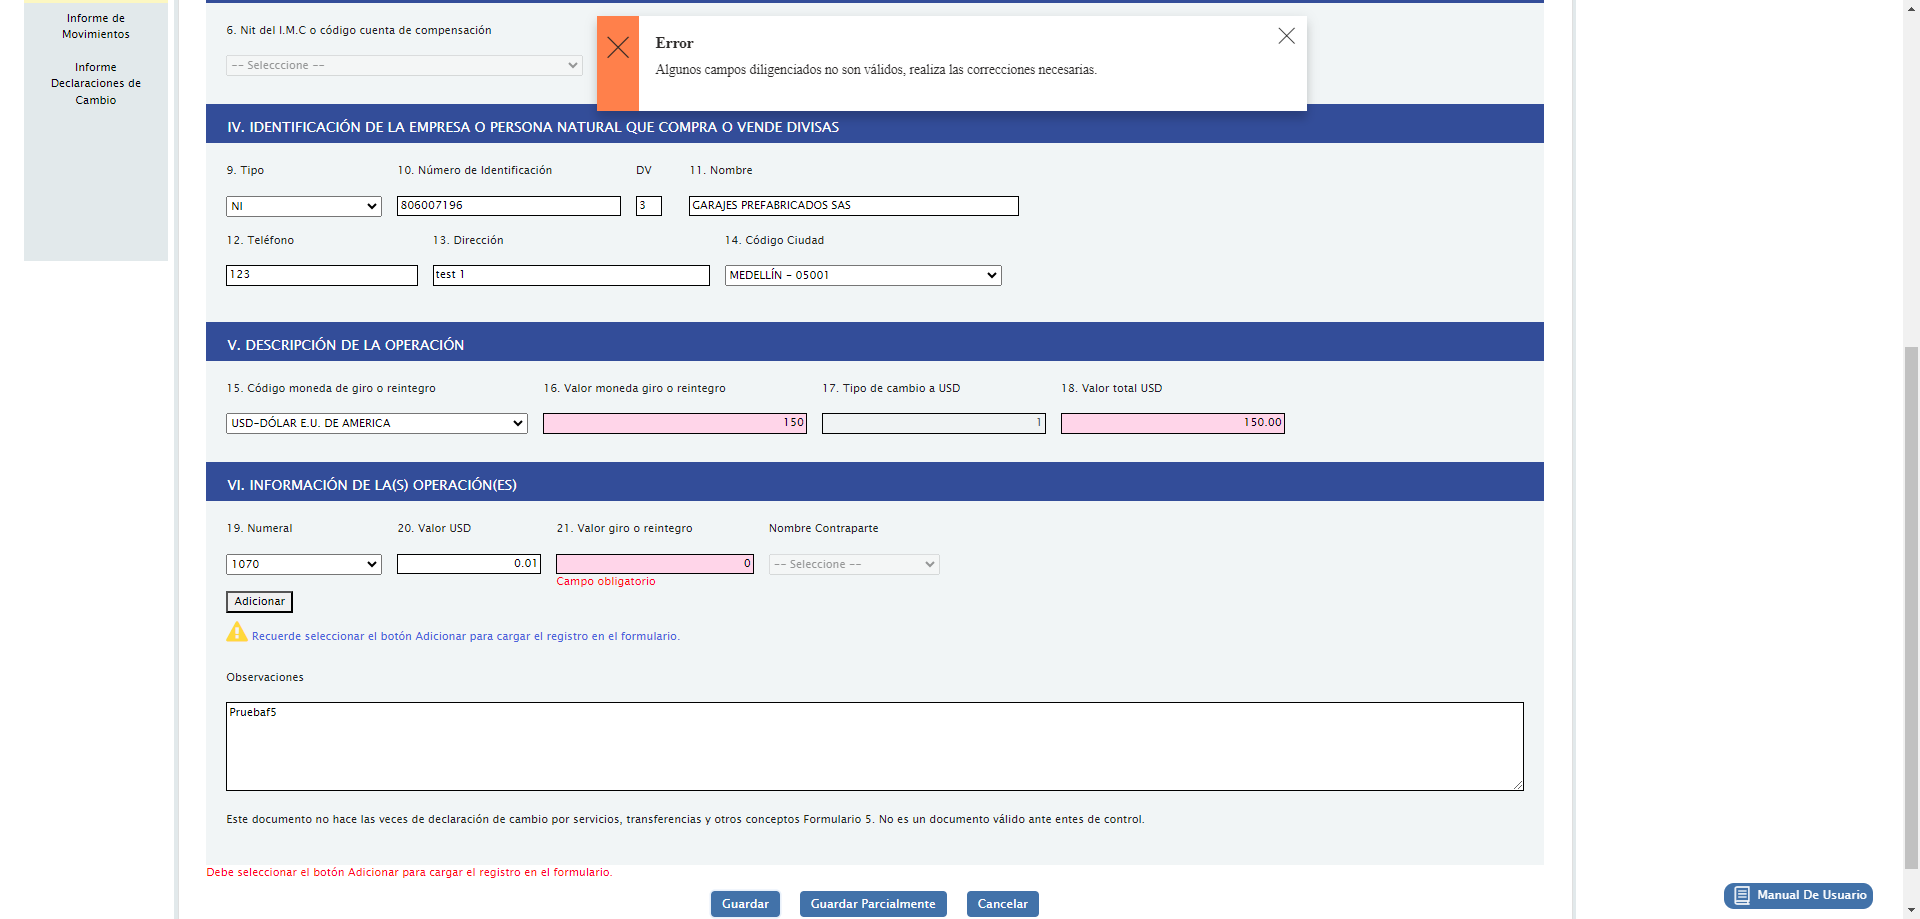 Informe de
Movimientos
Informe
Declaraciones de
Cambio
6. Nit del I.M.C o código cuenta de compensación
-- Selecccione --
Error
Algunos campos diligenciados no son válidos, realiza las correcciones necesarias.
IV. IDENTIFICACIÓN DE LA EMPRESA O PERSONA NATURAL QUE COMPRA O VENDE DIVISAS
9. Tipo 10. Número de Identificación DV 11. Nombre
NI 806007196 3 GARAJES PREFABRICADOS SAS
12. Teléfono 13. Dirección 14. Código Ciudad
123 test 1 MEDELLÍN - 05001
V. DESCRIPCIÓN DE LA OPERACIÓN
15. Código moneda de giro o reintegro 16. Valor moneda giro o reintegro 17. Tipo de cambio a USD 18. Valor total USD
USD-DÓLAR E.U. DE AMERICA 150 1 150.00
VI. INFORMACIÓN DE LA(S) OPERACIÓN(ES)
19. Numeral 20. Valor USD 21. Valor giro o reintegro Nombre Contraparte
1070 0.01 0 -- Seleccione --
Campo obligatorio
Adicionar
Recuerde seleccionar el botón Adicionar para cargar el registro en el formulario.
Observaciones
Pruebaf5
Este documento no hace las veces de declaración de cambio por servicios, transferencias y otros conceptos Formulario 5. No es un documento válido ante entes de control.
Debe seleccionar el botón Adicionar para cargar el registro en el formulario.
Guardar Guardar Parcialmente Cancelar
Manual De Usuario